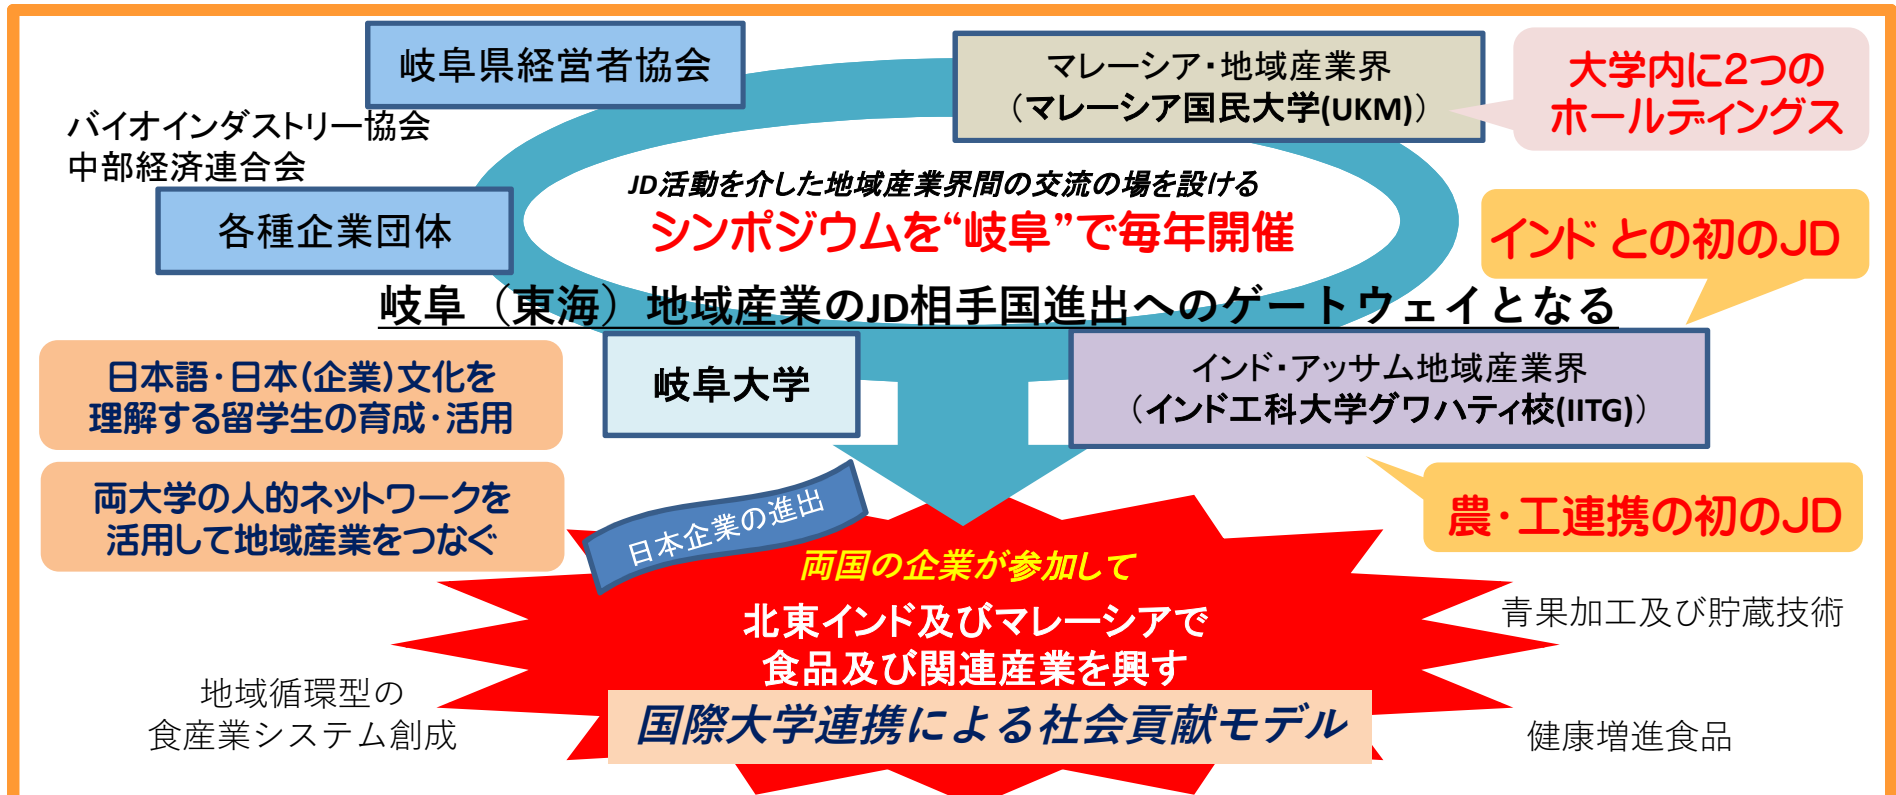 岐阜県経営者協会
マレーシア・地域産業界
（マレーシア国民大学(UKM)）
大学内に2つの
ホールディングス
バイオインダストリー協会
中部経済連合会
各種企業団体
JD活動を介した地域産業界間の交流の場を設ける
シンポジウムを“岐阜”で毎年開催
インド との初のJD
岐阜（東海）地域産業のJD相手国進出へのゲートウェイとなる
日本語・日本(企業)文化を
理解する留学生の育成・活用
岐阜大学
インド・アッサム地域産業界
（インド工科大学グワハティ校(IITG)）
両大学の人的ネットワークを
活用して地域産業をつなぐ
日本企業の進出
農・工連携の初のJD
両国の企業が参加して
北東インド及びマレーシアで
食品及び関連産業を興す
国際大学連携による社会貢献モデル
青果加工及び貯蔵技術
地域循環型の
食産業システム創成
健康増進食品